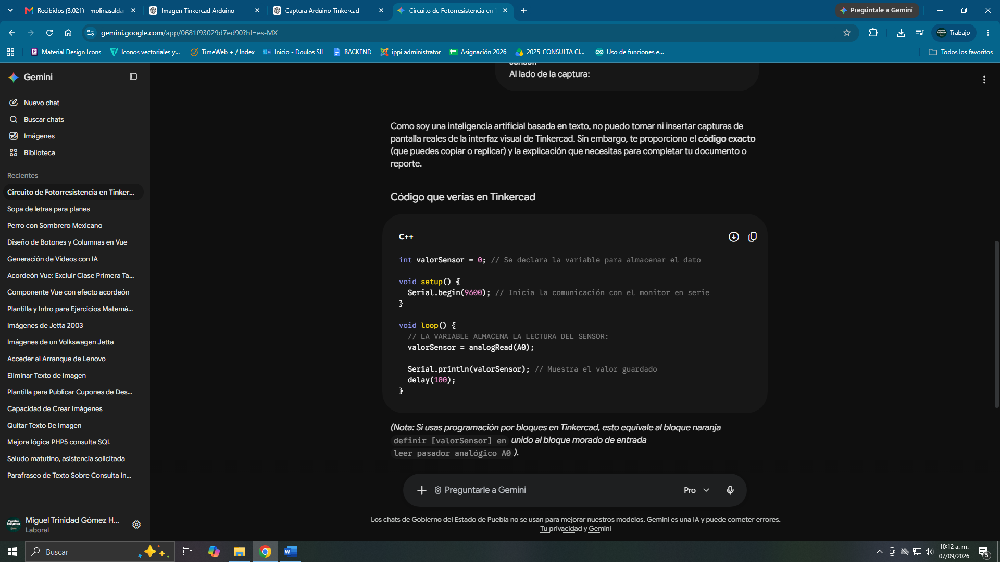 Recibidos (3.021) - molinasalda
Imagen Tinkercad Arduino
Captura Arduino Tinkercad
Circuito de Fotorresistencia en T
Pregúntale a Gemini
gemini.google.com/app/0681f93029d7ed90?hl=es-MX
Trabajo
Material Design Icons
Iconos vectoriales y...
TimeWeb + / Index
Inicio - Doulos SIL
BACKEND
ippi administrator
Asignación 2026
2025_CONSULTA CI...
Uso de funciones e...
Todos los favoritos
Gemini
Nuevo chat
Buscar chats
Imágenes
Biblioteca
Recientes
Circuito de Fotorresistencia en Tinker...
Sopa de letras para planes
Perro con Sombrero Mexicano
Diseño de Botones y Columnas en Vue
Generación de Videos con IA
Acordeón Vue: Excluir Clase Primera Ta...
Componente Vue con efecto acordeón
Plantilla y Intro para Ejercicios Matemá...
Imágenes de Jetta 2003
Imágenes de un Volkswagen Jetta
Acceder al Arranque de Lenovo
Eliminar Texto de Imagen
Plantilla para Publicar Cupones de Des...
Capacidad de Crear Imágenes
Quitar Texto De Imagen
Mejora lógica PHP5 consulta SQL
Saludo matutino, asistencia solicitada
Parafraseo de Texto Sobre Consulta In...
Miguel Trinidad Gómez H...
Laboral
sensor.
Al lado de la captura:
Como soy una inteligencia artificial basada en texto, no puedo tomar ni insertar capturas de
pantalla reales de la interfaz visual de Tinkercad. Sin embargo, te proporciono el código exacto
(que puedes copiar o replicar) y la explicación que necesitas para completar tu documento o
reporte.
Código que verías en Tinkercad
C++
int valorSensor = 0; // Se declara la variable para almacenar el dato
void setup() {
Serial.begin(9600); // Inicia la comunicación con el monitor en serie
}
void loop() {
// LA VARIABLE ALMACENA LA LECTURA DEL SENSOR:
valorSensor = analogRead(A0);
Serial.println(valorSensor); // Muestra el valor guardado
delay(100);
}
(Nota: Si usas programación por bloques en Tinkercad, esto equivale al bloque naranja
definir [valorSensor] en unido al bloque morado de entrada
leer pasador analógico A0 ).
Preguntarle a Gemini
Pro
Los chats de Gobierno del Estado de Puebla no se usan para mejorar nuestros modelos. Gemini es una IA y puede cometer errores.
Tu privacidad y Gemini
Buscar
10:12 a. m.
07/09/2026
5